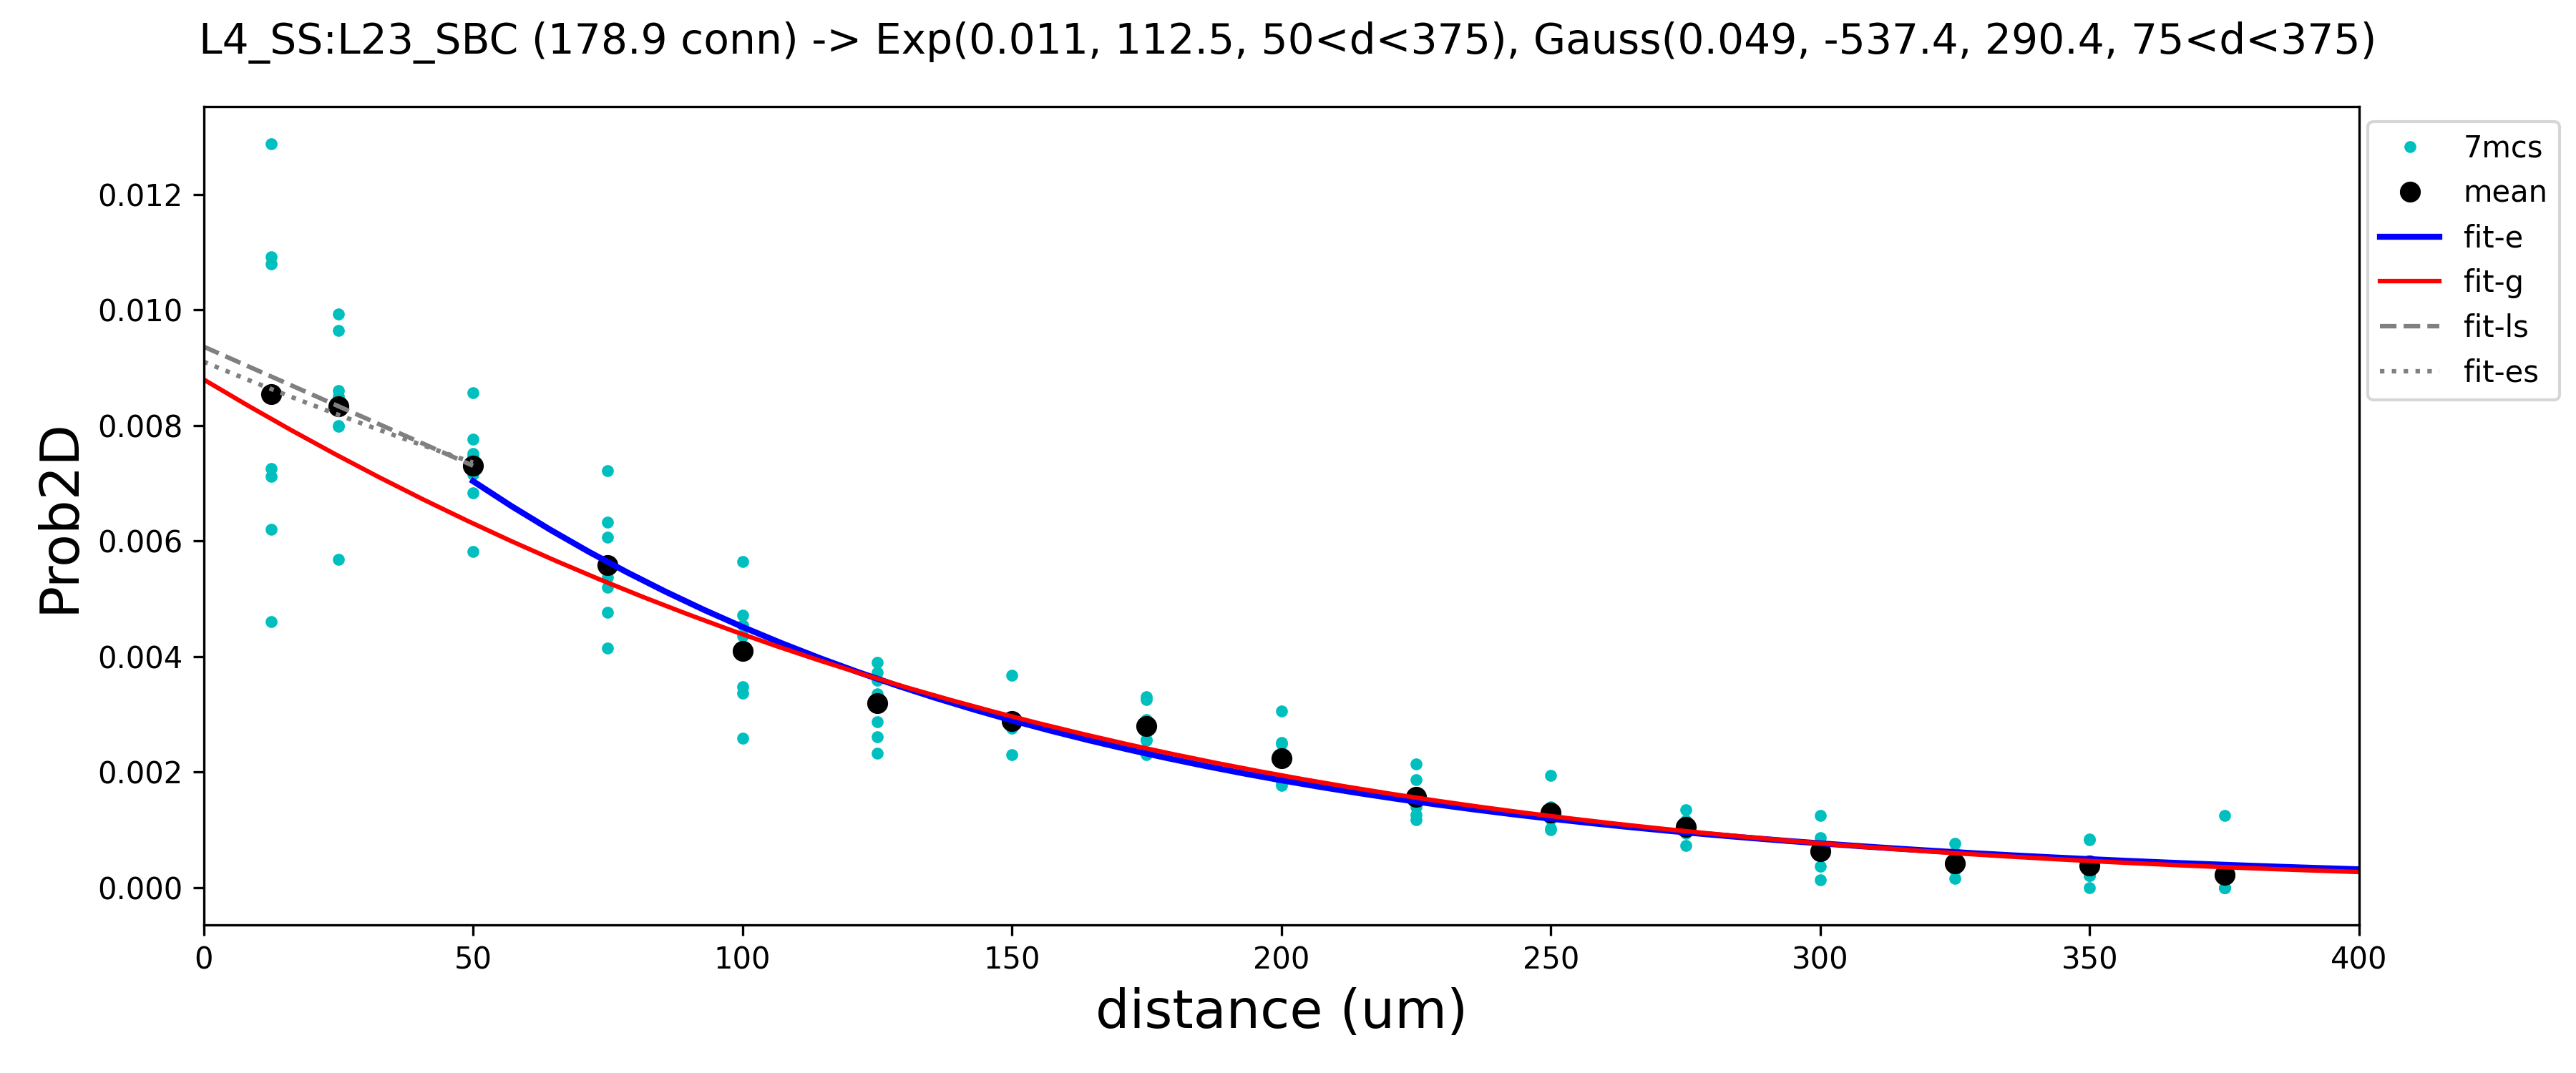 L4_SS:L23_SBC (178.9 conn) -> Exp(0.011, 112.5, 50<d<375), Gauss(0.049, -537.4, 290.4, 75<d<375)
7mcs
mean
fit-e
fit-g
fit-ls
fit-es
Prob2D
0.012
0.010
0.008
0.006
0.004
0.002
0.000
0 50 100 150 200 250 300 350 400
distance (um)